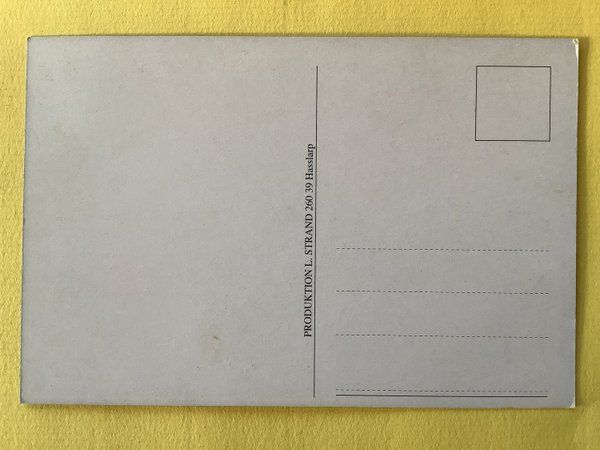 PRODUKTION L. STRAND 260 39 Hasslarp